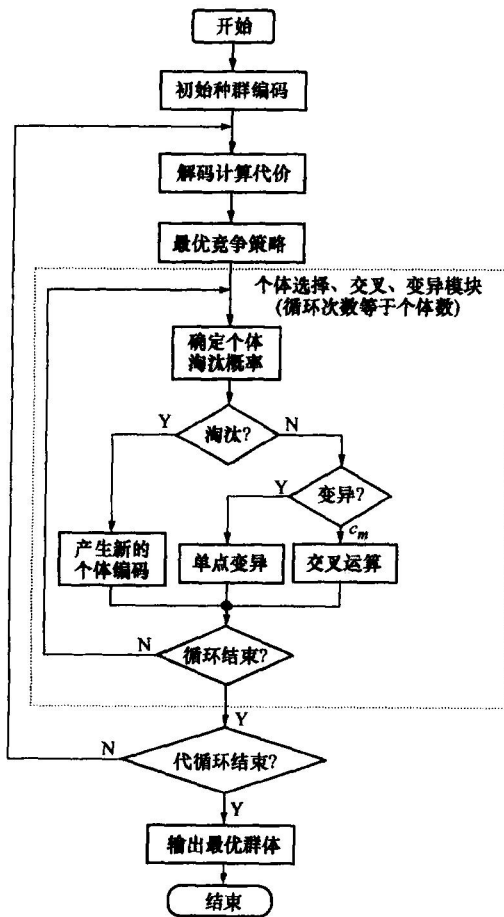 开始
初始种群编码
解码计算代价
最优竞争策略
个体选择、交叉、变异模块
(循环次数等于个体数)
确定个体
淘汰概率
Y
淘汰?
N
Y
变异?
c_m
产生新的
个体编码
单点变异
交叉运算
N
循环结束?
Y
N
代循环结束?
Y
输出最优群体
结束